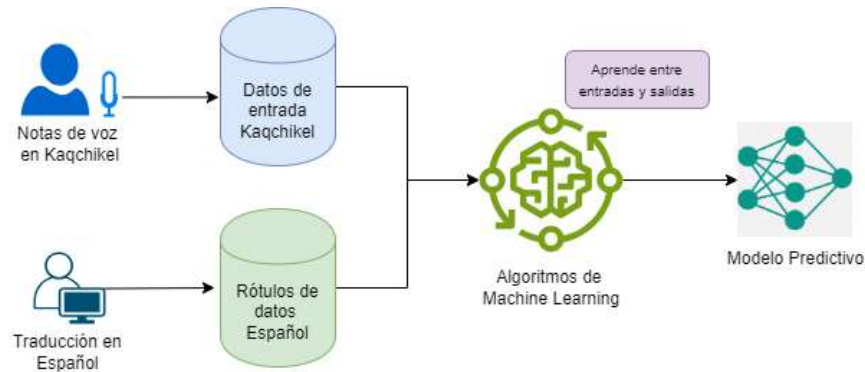 Notas de voz
en Kaqchikel
Datos de
entrada
Kaqchikel
Traducción en
Español
Rótulos de
datos
Español
Aprende entre
entradas y salidas
Algoritmos de
Machine Learning
Modelo Predictivo